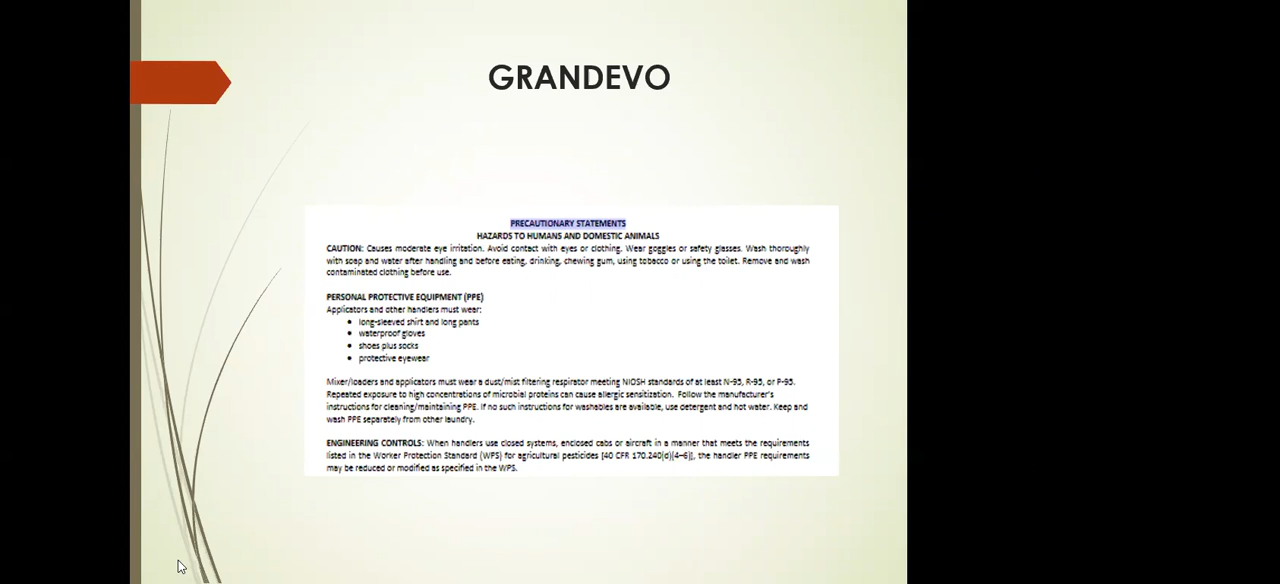 GRANDEVO
PRECAUTIONARY STATEMENTS
HAZARDS TO HUMANS AND DOMESTIC ANIMALS
CAUTION: Causes moderate eye irritation. Avoid contact with eyes or clothing. Wear goggles or safety glasses. Wash thoroughly
with soap and water after handling and before eating, drinking, chewing gum, using tobacco or using the toilet. Remove and wash
contaminated clothing before use.
PERSONAL PROTECTIVE EQUIPMENT (PPE)
Applicators and other handlers must wear:
• long-sleeved shirt and long pants
• waterproof gloves
• shoes plus socks
• protective eyewear
Mixer/loaders and applicators must wear a dust/mist filtering respirator meeting NIOSH standards of at least N-95, R-95, or P-95.
Repeated exposure to high concentrations of microbial proteins can cause allergic sensitization. Follow the manufacturer's
instructions for cleaning/maintaining PPE. If no such instructions for washables are available, use detergent and hot water. Keep and
wash PPE separately from other laundry.
ENGINEERING CONTROLS: When handlers use closed systems, enclosed cabs or aircraft in a manner that meets the requirements
listed in the Worker Protection Standard (WPS) for agricultural pesticides [40 CFR 170.240(d)(4–6)], the handler PPE requirements
may be reduced or modified as specified in the WPS.